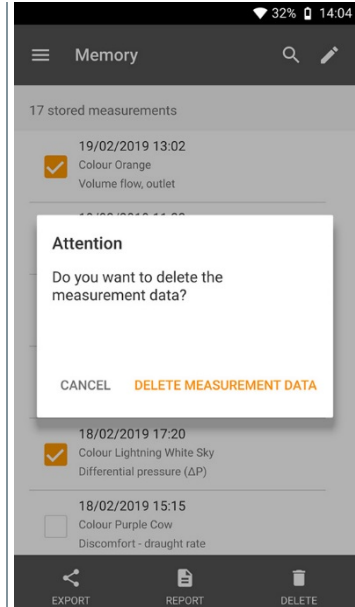 32% 14:04
Memory
17 stored measurements
19/02/2019 13:02
Colour Orange
Volume flow, outlet
Attention
Do you want to delete the
measurement data?
CANCEL DELETE MEASUREMENT DATA
18/02/2019 17:20
Colour Lightning White Sky
Differential pressure (ΔP)
18/02/2019 15:15
Colour Purple Cow
Discomfort - draught rate
EXPORT REPORT DELETE